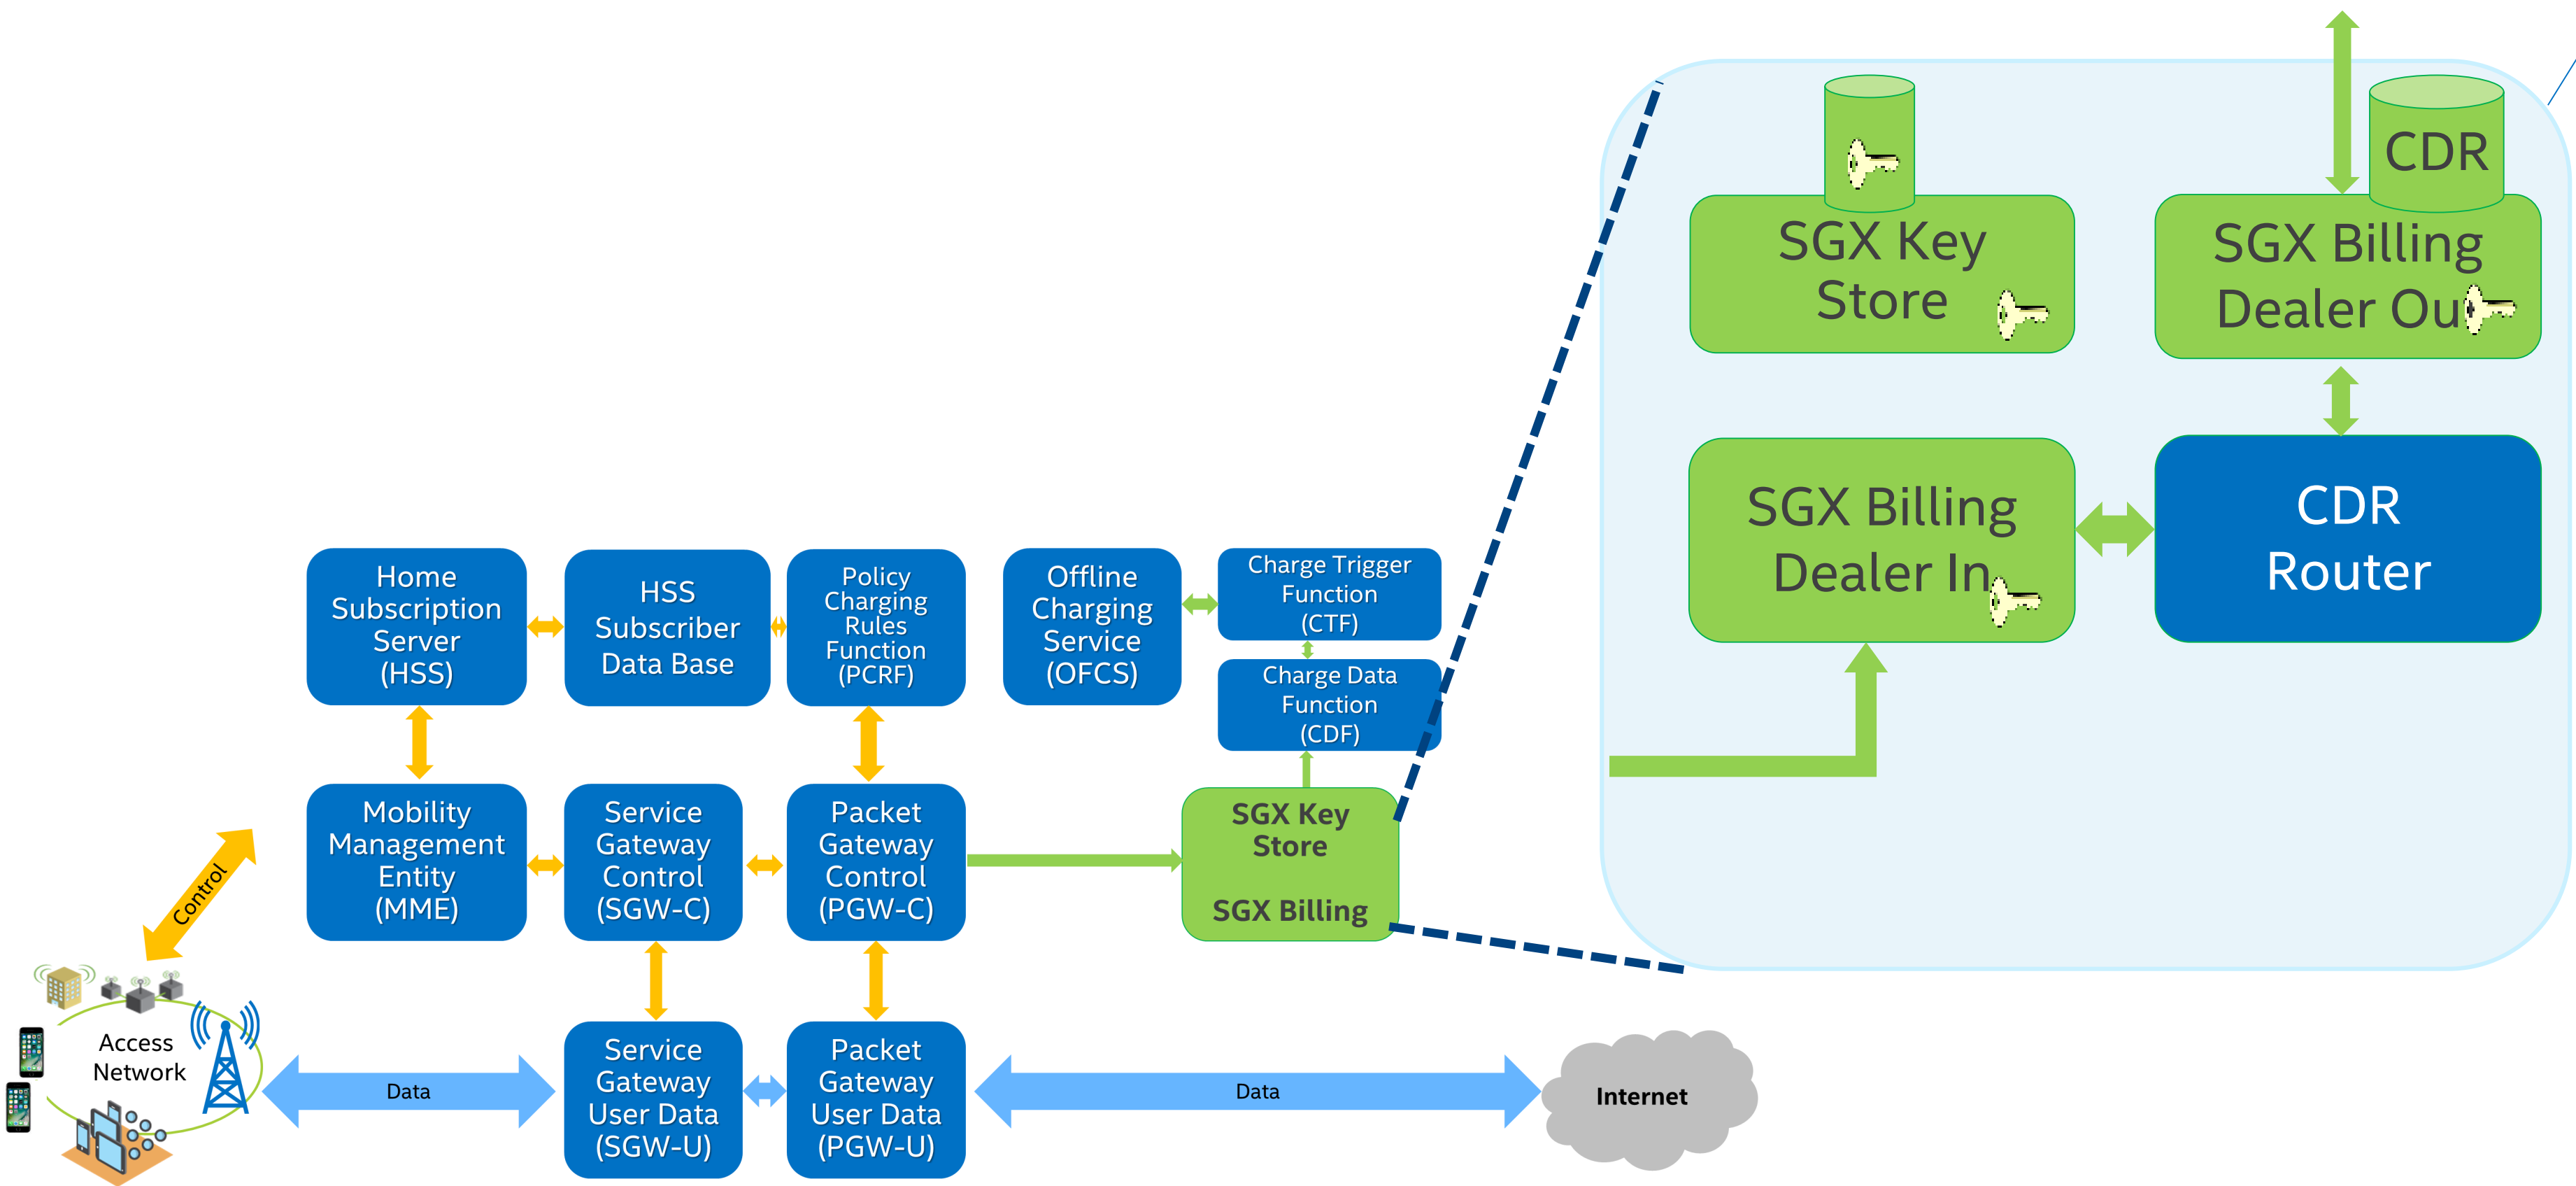 CDR
SGX Key
Store
SGX Billing
Dealer Ou
SGX Billing
Dealer In
CDR
Router
Home
Subscription
Server
(HSS)
HSS
Subscriber
Data Base
Policy
Charging
Rules
Function
(PCRF)
Offline
Charging
Service
(OFCS)
Charge Trigger
Function
(CTF)
Charge Data
Function
(CDF)
Mobility
Management
Entity
(MME)
Service
Gateway
Control
(SGW-C)
Packet
Gateway
Control
(PGW-C)
SGX Key
Store
SGX Billing
Control
Access
Network
Data
Service
Gateway
User Data
(SGW-U)
Packet
Gateway
User Data
(PGW-U)
Data
Internet